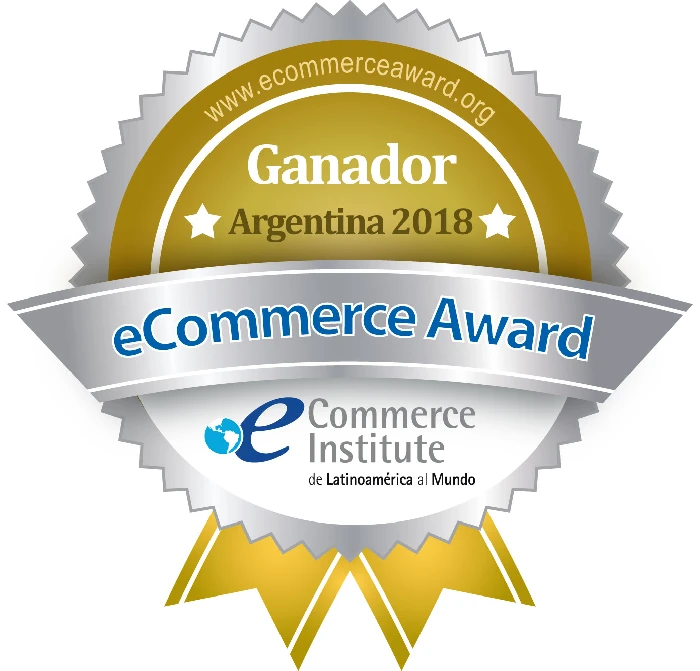 www.ecommerceaward.org
Ganador
Argentina 2018
eCommerce Award
eCommerce
Institute
de Latinoamérica al Mundo